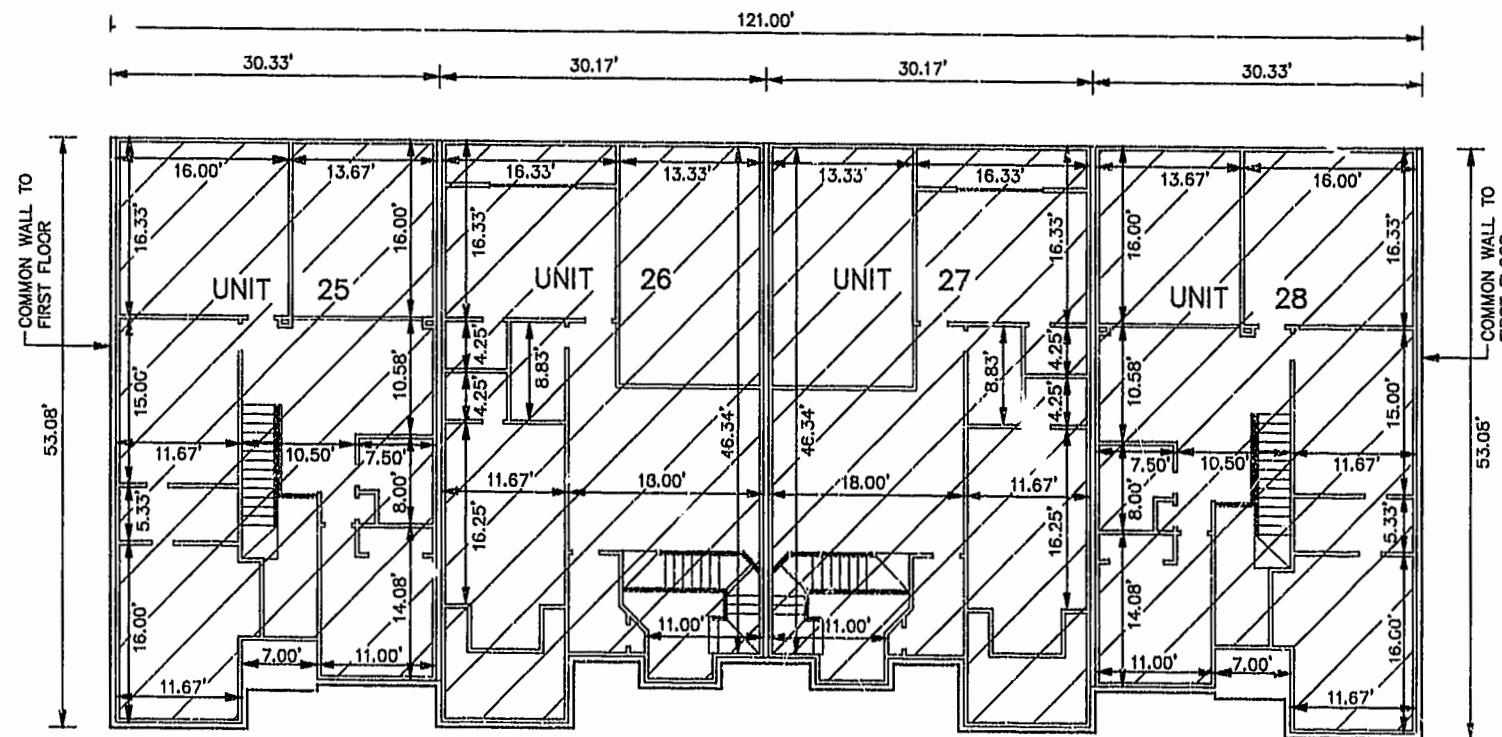 121.00'
30.33' 30.17' 30.17' 30.33'
16.00' 13.67' 16.33' 13.33' 13.33' 16.33' 13.67' 16.00'
COMMON WALL TO
FIRST FLOOR
16.33' 16.00' 16.33' 16.33' 16.00' 16.33'
UNIT 25 UNIT 26 UNIT 27 UNIT 28
COMMON WALL TO
53.08' 15.00' 10.58' 4.25' 8.83' 4.25' 46.34' 46.34' 8.83' 4.25' 4.25' 10.58' 15.00' 53.08'
11.67' 10.50' 7.50' 7.50' 10.50' 11.67'
5.33' 8.00' 11.67' 18.00' 18.00' 11.67' 8.00' 5.33'
16.25' 16.25'
16.00' 14.08' 11.00' 11.00' 14.08' 16.00'
7.00' 11.00' 11.00' 7.00'
11.67' 11.67'